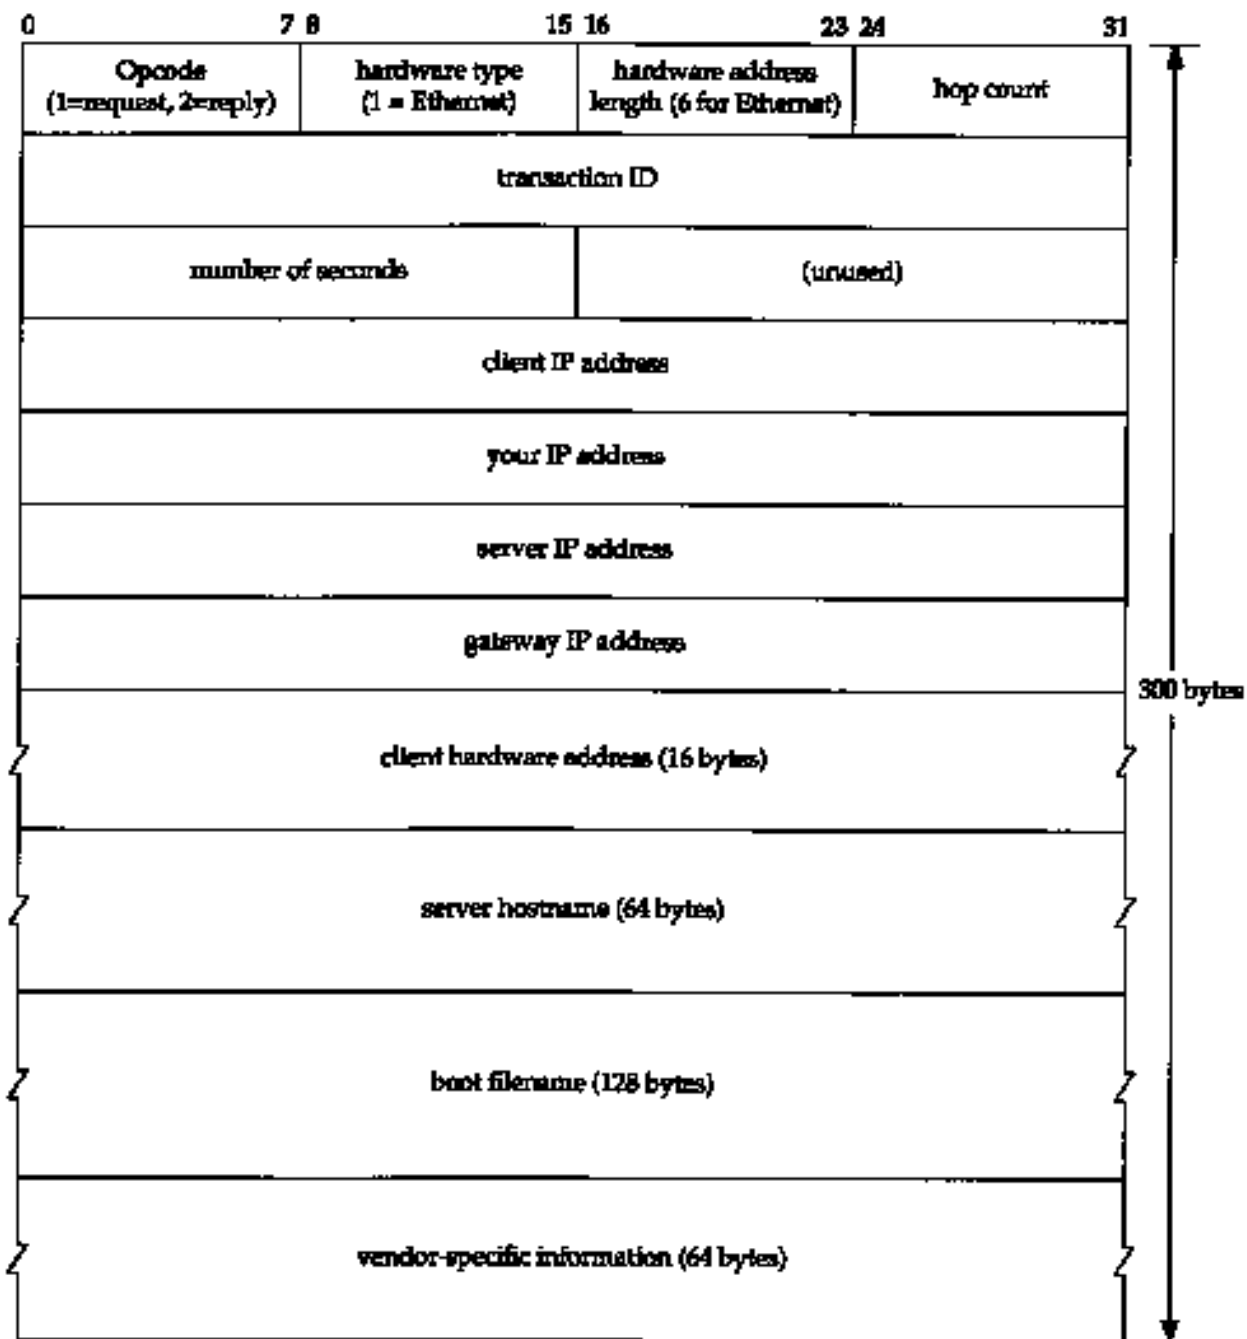 0 7 8 15 16 23 24 31
Opcode hardware type hardware address hop count
(1=request, 2=reply) (1 = Ethernet) length (6 for Ethernet)
transaction ID
number of seconds (unused)
client IP address
your IP address
server IP address
gateway IP address
300 bytes
client hardware address (16 bytes)
server hostname (64 bytes)
boot filename (128 bytes)
vendor-specific information (64 bytes)